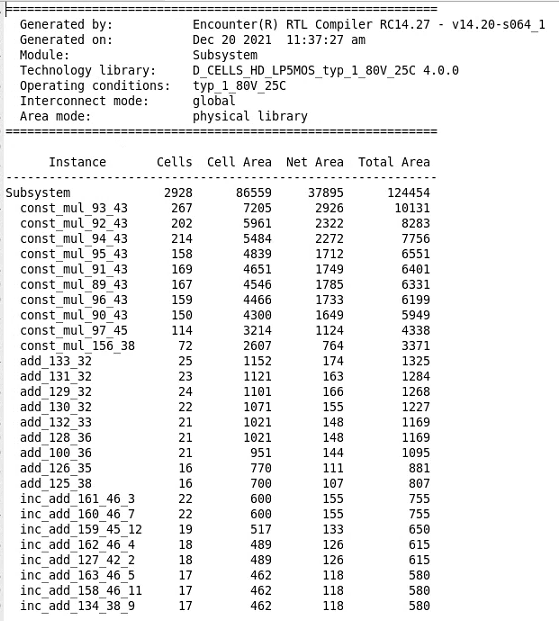 ============================================================
Generated by: Encounter(R) RTL Compiler RC14.27 - v14.20-s064_1
Generated on: Dec 20 2021 11:37:27 am
Module: Subsystem
Technology library: D_CELLS_HD_LP5MOS_typ_1_80V_25C 4.0.0
Operating conditions: typ_1_80V_25C
Interconnect mode: global
Area mode: physical library
============================================================
Instance Cells Cell Area Net Area Total Area
------------------------------------------------------------
Subsystem 2928 86559 37895 124454
const_mul_93_43 267 7205 2926 10131
const_mul_92_43 202 5961 2322 8283
const_mul_94_43 214 5484 2272 7756
const_mul_95_43 158 4839 1712 6551
const_mul_91_43 169 4651 1749 6401
const_mul_89_43 167 4546 1785 6331
const_mul_96_43 159 4466 1733 6199
const_mul_90_43 150 4300 1649 5949
const_mul_97_45 114 3214 1124 4338
const_mul_156_38 72 2607 764 3371
add_133_32 25 1152 174 1325
add_131_32 23 1121 163 1284
add_129_32 24 1101 166 1268
add_130_32 22 1071 155 1227
add_132_33 21 1021 148 1169
add_128_36 21 1021 148 1169
add_100_36 21 951 144 1095
add_126_35 16 770 111 881
add_125_38 16 700 107 807
inc_add_161_46_3 22 600 155 755
inc_add_160_46_7 22 600 155 755
inc_add_159_45_12 19 517 133 650
inc_add_162_46_4 18 489 126 615
inc_add_127_42_2 18 489 126 615
inc_add_163_46_5 17 462 118 580
inc_add_158_46_11 17 462 118 580
inc_add_134_38_9 17 462 118 580